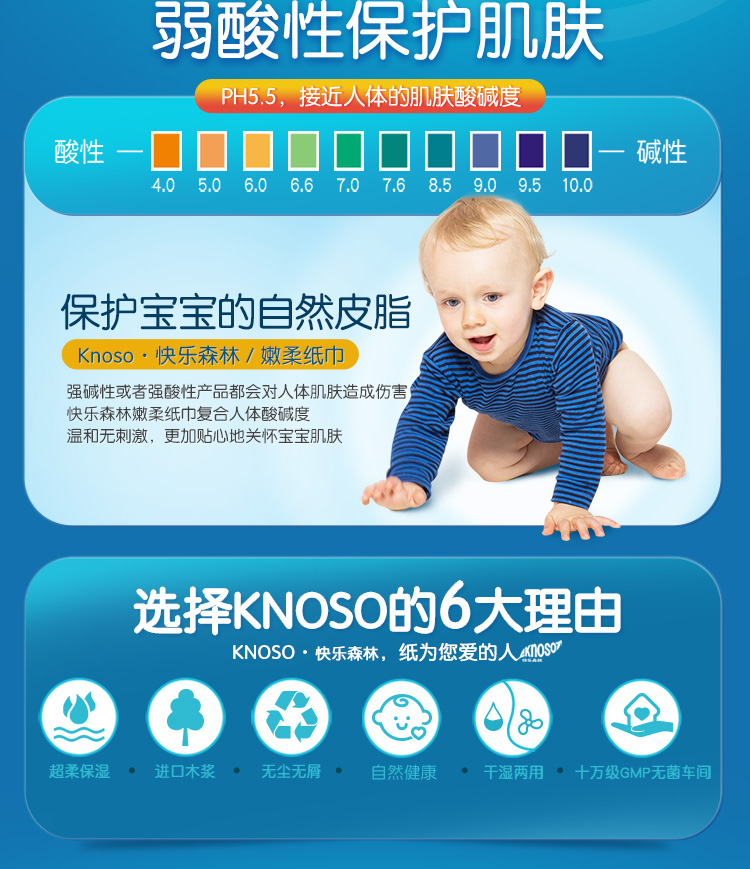 弱酸性保护肌肤
PH5.5，接近人体的肌肤酸碱度
酸性
碱性
4.0 5.0 6.0 6.6 7.0 7.6 8.5 9.0 9.5 10.0
保护宝宝的自然皮脂
Knoso·快乐森林 / 嫩柔纸巾
强碱性或者强酸性产品都会对人体肌肤造成伤害
快乐森林嫩柔纸巾复合人体酸碱度
温和无刺激，更加贴心地关怀宝宝肌肤
选择KNOSO的6大理由
KNOSO·快乐森林，纸为您爱的人
KNOSO
快乐森林
超柔保湿 • 进口木浆 • 无尘无屑 • 自然健康 • 干湿两用 • 十万级GMP无菌车间